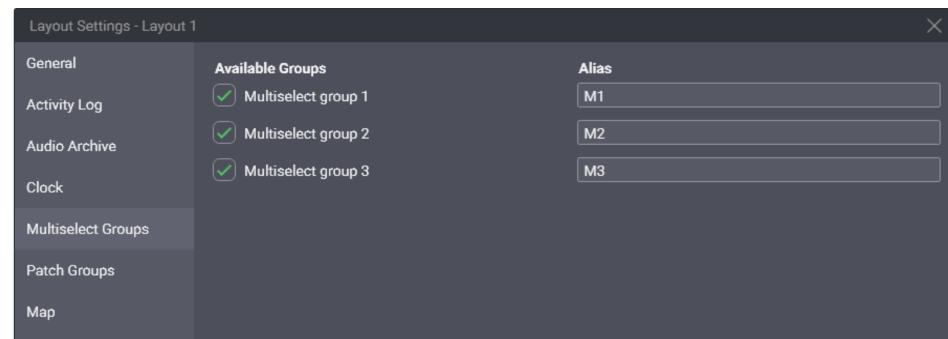 Layout Settings - Layout 1
General
Activity Log
Audio Archive
Clock
Multiselect Groups
Patch Groups
Map
Available Groups Alias
Multiselect group 1 M1
Multiselect group 2 M2
Multiselect group 3 M3